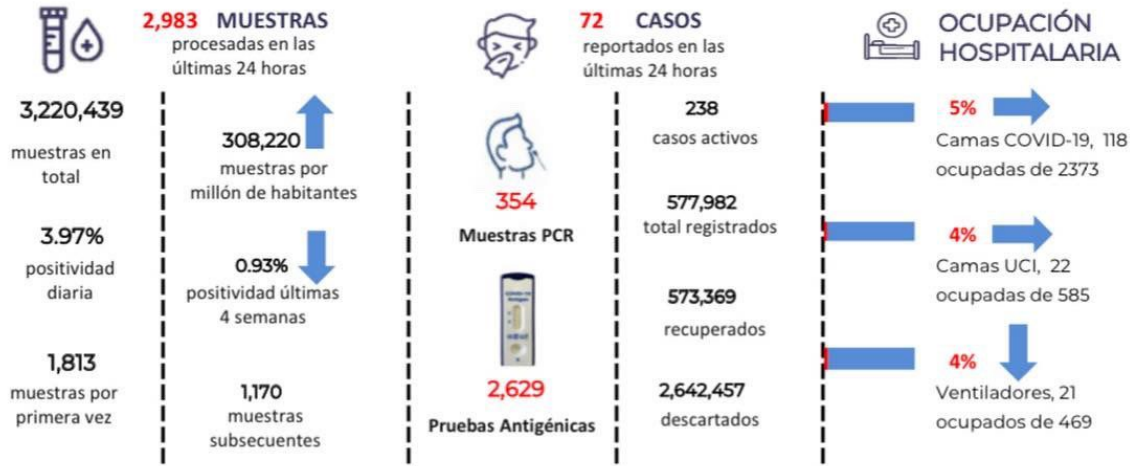 2,983 MUESTRAS
procesadas en las
últimas 24 horas
3,220,439
muestras en
total
3.97%
positividad
diaria
1,813
muestras por
primera vez
308,220
muestras por
millón de habitantes
0.93%
positividad últimas
4 semanas
1,170
muestras
subsecuentes
72 CASOS
reportados en las
últimas 24 horas
354
Muestras PCR
2,629
Pruebas Antigénicas
238
casos activos
577,982
total registrados
573,369
recuperados
2,642,457
descartados
OCUPACIÓN
HOSPITALARIA
5%
Camas COVID-19, 118
ocupadas de 2373
4%
Camas UCI, 22
ocupadas de 585
4%
Ventiladores, 21
ocupados de 469